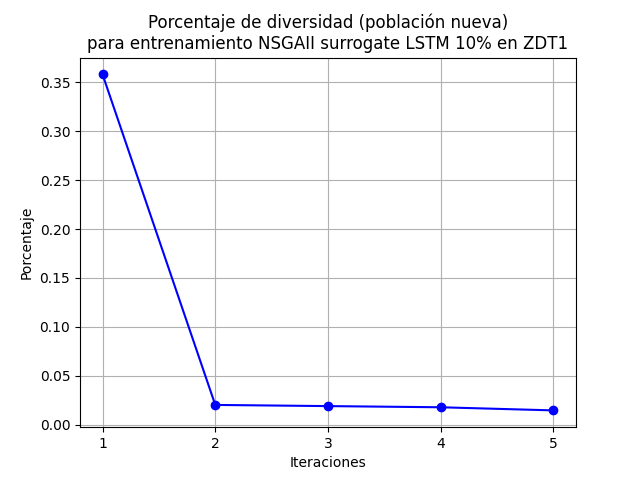 Porcentaje de diversidad (población nueva)
para entrenamiento NSGAII surrogate LSTM 10% en ZDT1
Porcentaje
0.35
0.30
0.25
0.20
0.15
0.10
0.05
0.00
1 2 3 4 5
Iteraciones